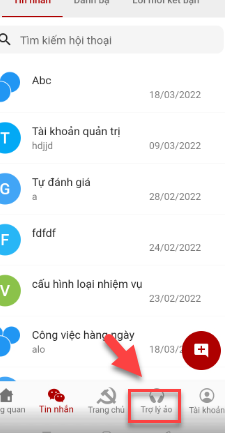 Tin nhắn Danh bạ Lời mời kết bạn
Tìm kiếm hội thoại
Abc
18/03/2022
T
Tài khoản quản trị
hdjjd
09/03/2022
G
Tự đánh giá
a
28/02/2022
F
fdfdf
24/02/2022
V
cấu hình loại nhiệm vụ
23/02/2022
Công việc hàng ngày
alo
18/03/2
g quan Tin nhắn Trang chủ Trợ lý ảo Tài khoản